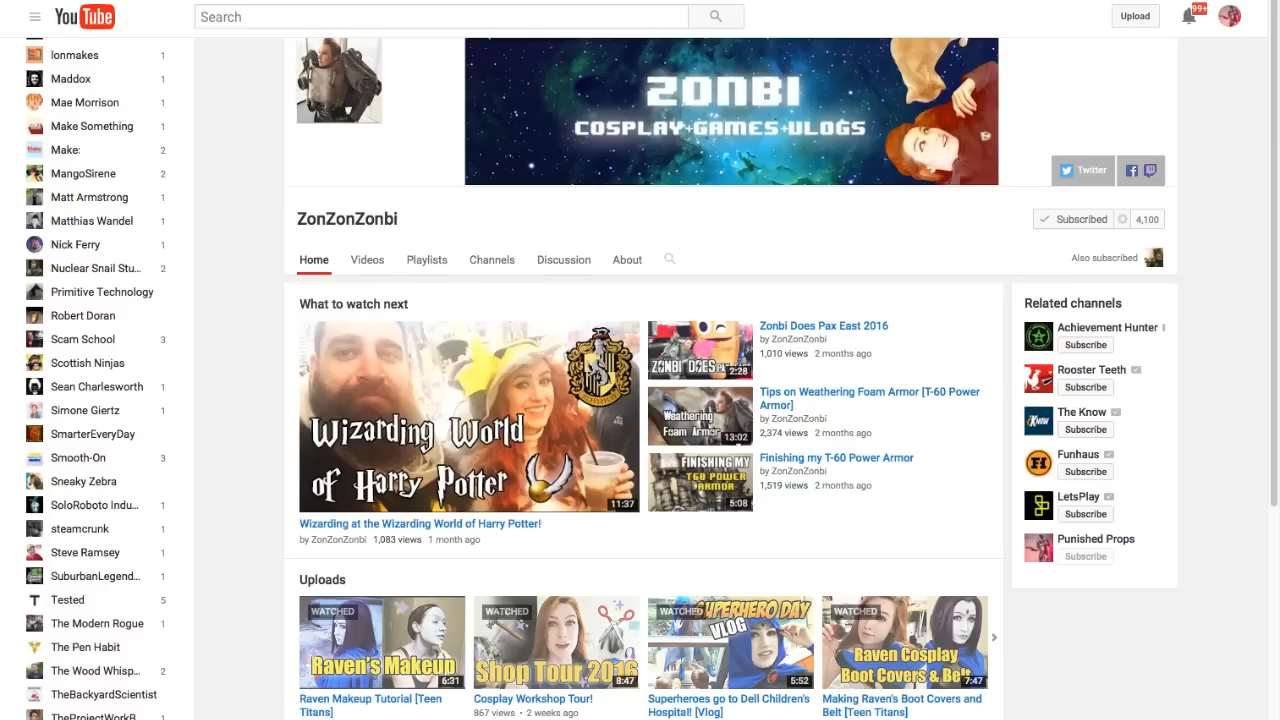 YouTube
Search
Upload
99+
Ionmakes 1
Maddox 1
Mae Morrison 1
Make Something 1
Make: 2
MangoSirene 2
Matt Armstrong 1
Matthias Wandel 1
Nick Ferry 1
Nuclear Snail Stu... 2
Primitive Technology
Robert Doran
Scam School 3
Scottish Ninjas
Sean Charlesworth 1
Simone Giertz 1
SmarterEveryDay
Smooth-On 3
Sneaky Zebra
SoloRoboto Indu... 1
steamcrunk 1
Steve Ramsey 1
SuburbanLegend... 1
Tested 5
The Modern Rogue 1
The Pen Habit
The Wood Whisp... 2
TheBackyardScientist
TheProjectWorkB...
ZONBI
COSPLAY+GAMES+VLOGS
Twitter
ZonZonZonbi
Subscribed 4,100
Home Videos Playlists Channels Discussion About
Also subscribed
What to watch next
Wizarding World
of Harry Potter
11:37
Wizarding at the Wizarding World of Harry Potter!
by ZonZonZonbi 1,083 views 1 month ago
ZONBI DOES
2:28
Zonbi Does Pax East 2016
by ZonZonZonbi
1,010 views 2 months ago
Weathering
Foam Armor
13:02
Tips on Weathering Foam Armor [T-60 Power
Armor]
by ZonZonZonbi
2,374 views 2 months ago
FINISHING MY
T60 POWER
ARMOR
5:08
Finishing my T-60 Power Armor
by ZonZonZonbi
1,519 views 2 months ago
Uploads
WATCHED
Raven's Makeup
6:31
Raven Makeup Tutorial [Teen
Titans]
WATCHED
Shop Tour 2016
8:47
Cosplay Workshop Tour!
867 views • 2 weeks ago
WATCHED
SUPERHERO DAY
VLOG
5:52
Superheroes go to Dell Children's
Hospital! [Vlog]
WATCHED
Raven Cosplay
Boot Covers & Belt
7:47
Making Raven's Boot Covers and
Belt [Teen Titans]
Related channels
Achievement Hunter
Subscribe
Rooster Teeth
Subscribe
The Know
KNOW
Subscribe
Funhaus
Subscribe
LetsPlay
Subscribe
Punished Props
Subscribe